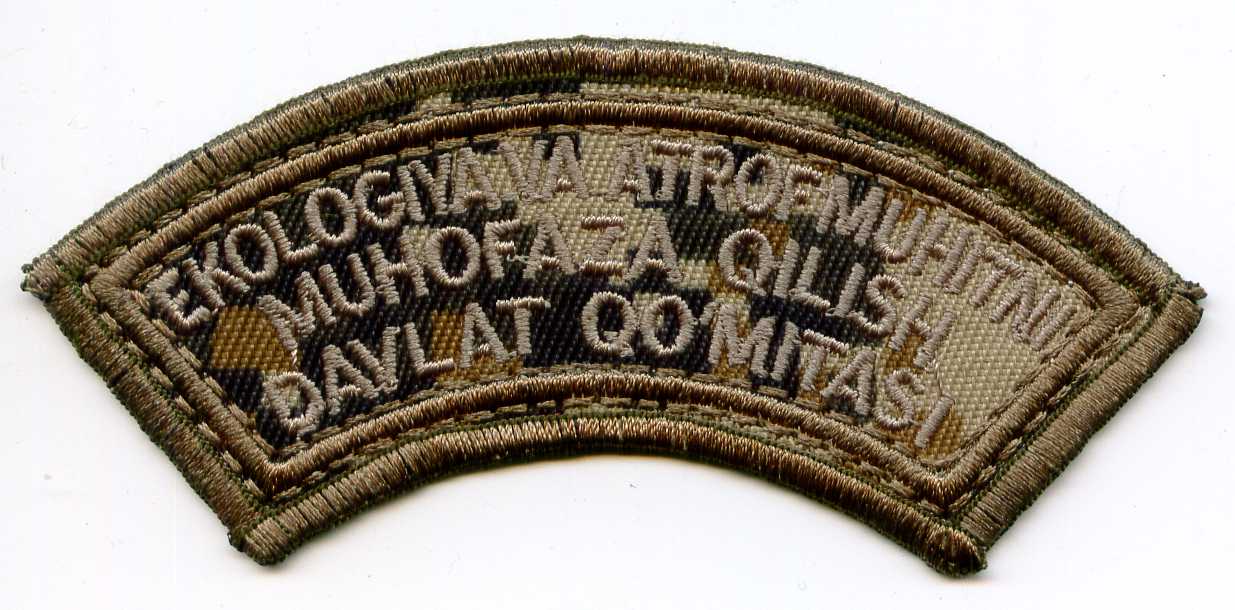 EKOLOGIYA VA ATROF MUHITNI
MUHOFAZA QILISH
DAVLAT QO'MITASI